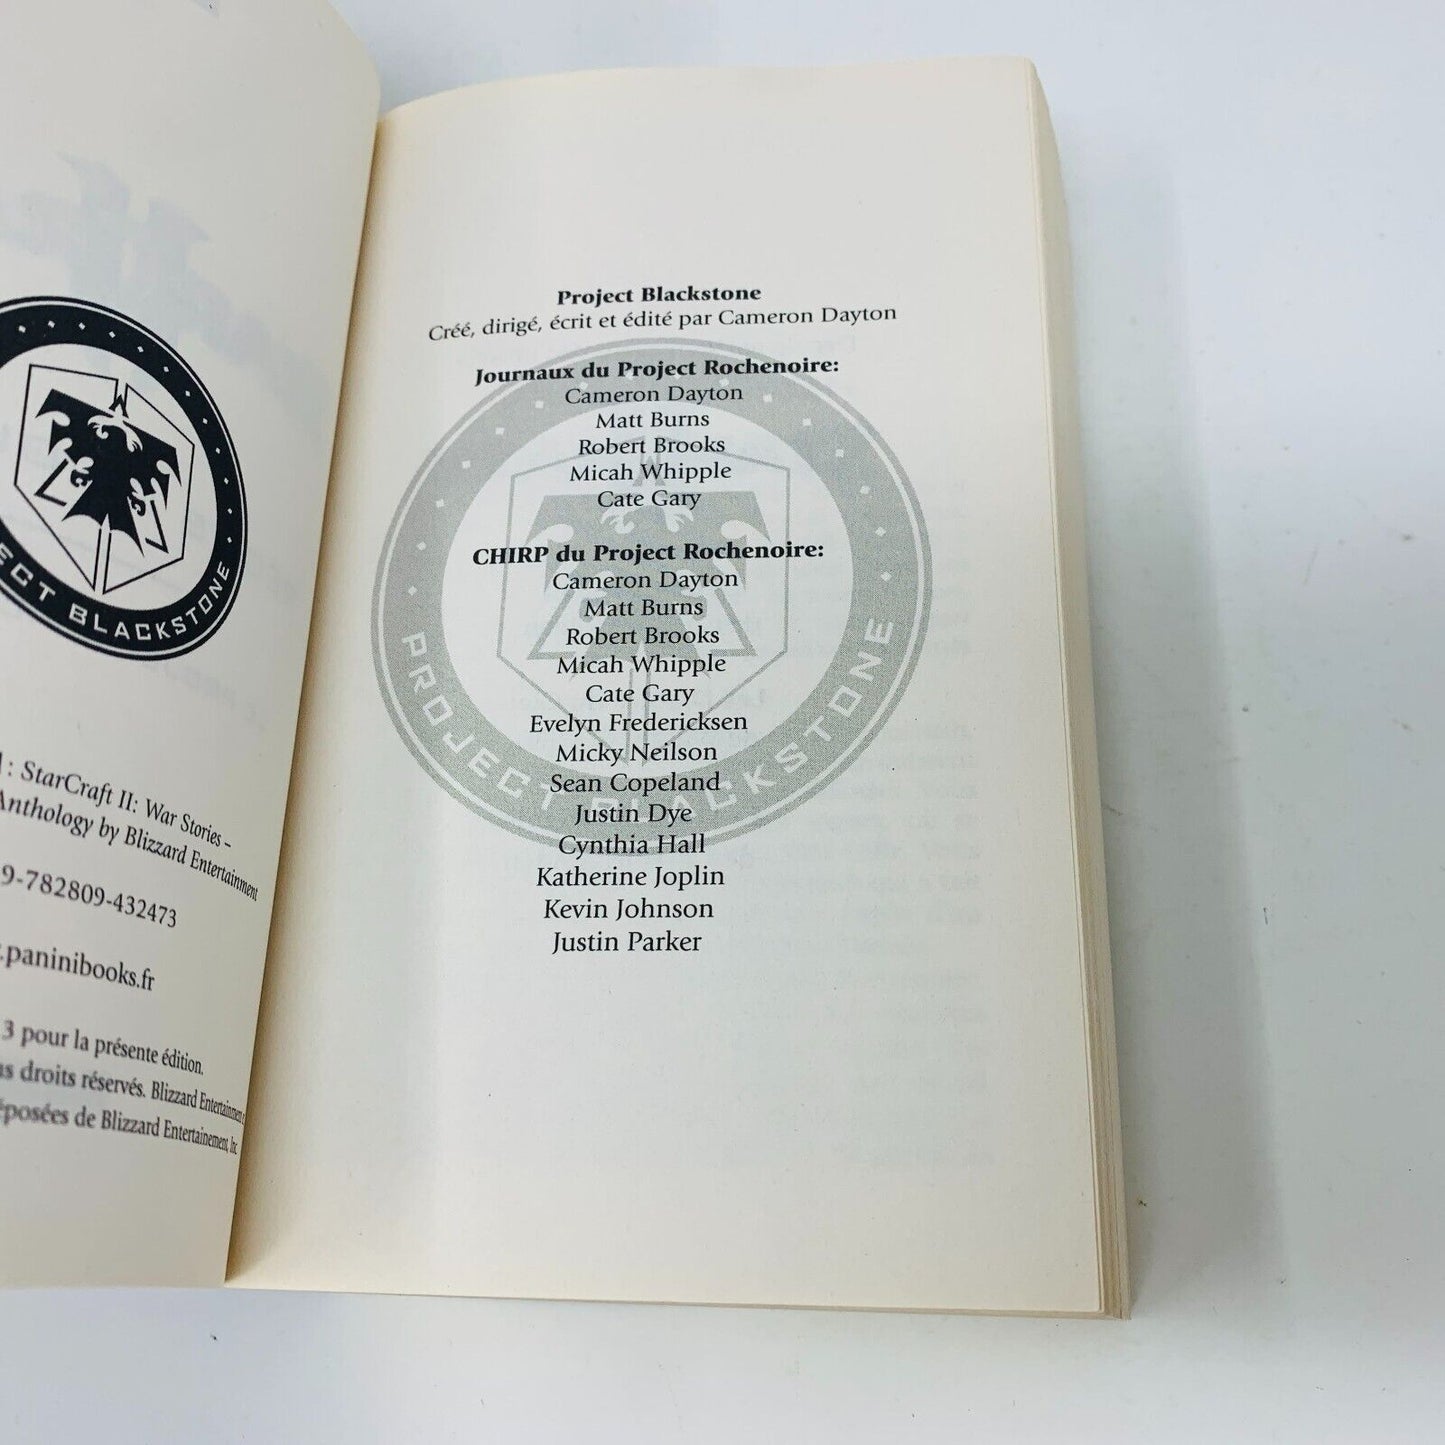 PROJECT BLACKSTONE
: StarCraft II: War Stories –
Anthology by Blizzard Entertainment
9-782809-432473
.paninibooks.fr
3 pour la présente édition.
droits réservés. Blizzard Entertainment
de Blizzard Entertainement, Inc
Project Blackstone
Créé, dirigé, écrit et édité par Cameron Dayton
Journaux du Project Rochenoire:
Cameron Dayton
Matt Burns
Robert Brooks
Micah Whipple
Cate Gary
CHIRP du Project Rochenoire:
Cameron Dayton
Matt Burns
Robert Brooks
Micah Whipple
Cate Gary
Evelyn Fredericksen
Micky Neilson
Sean Copeland
Justin Dye
Cynthia Hall
Katherine Joplin
Kevin Johnson
Justin Parker
PROJECT BLACKSTONE